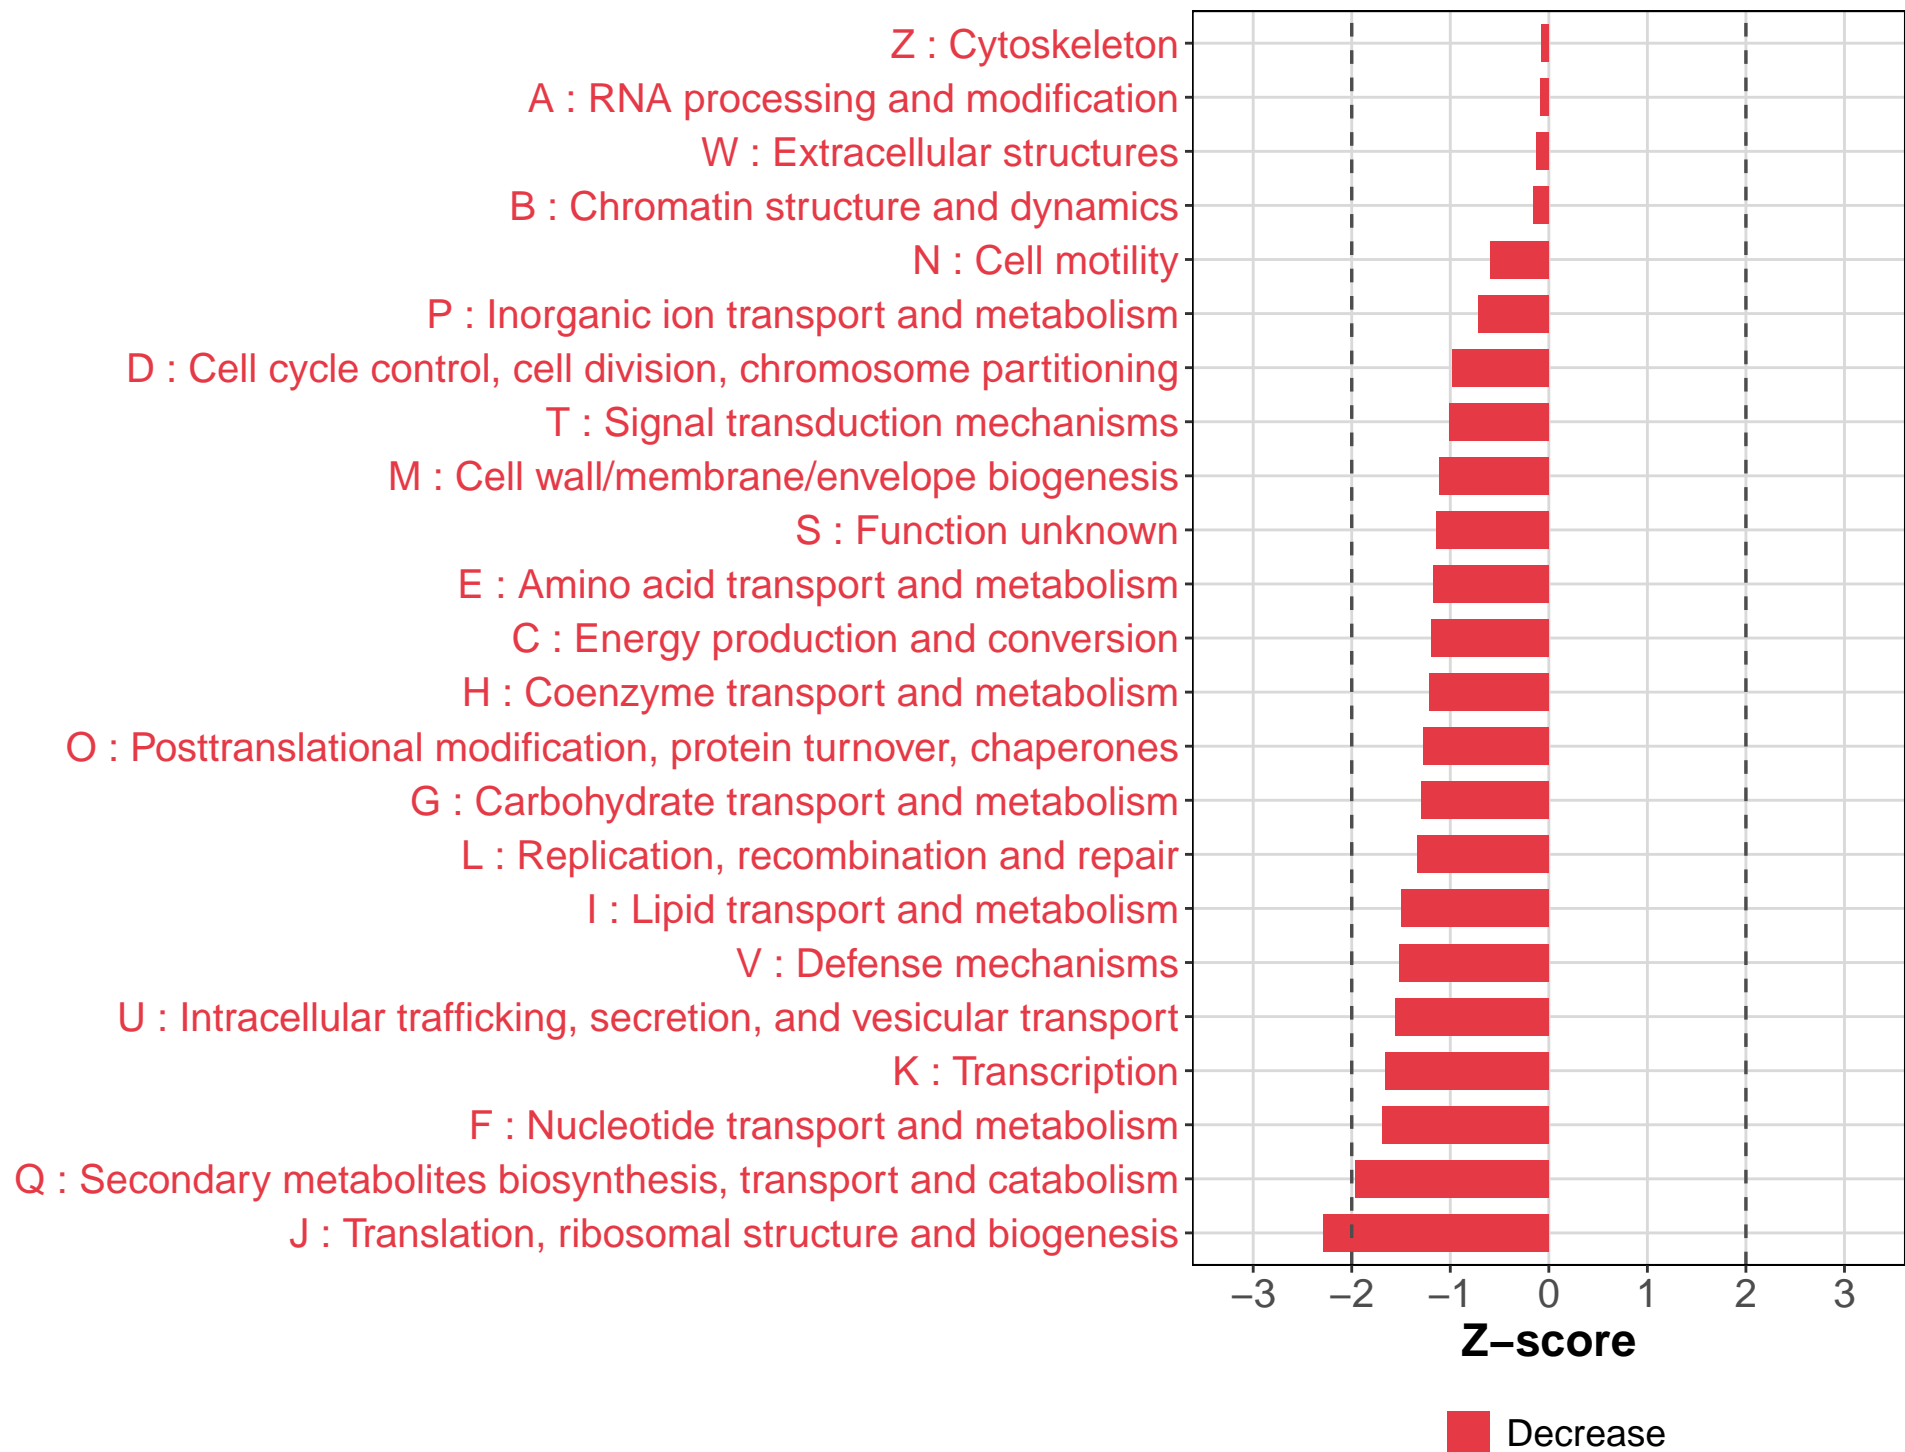 Z : Cytoskeleton
A : RNA processing and modification
W : Extracellular structures
B : Chromatin structure and dynamics
N : Cell motility
P : Inorganic ion transport and metabolism
D : Cell cycle control, cell division, chromosome partitioning
T : Signal transduction mechanisms
M : Cell wall/membrane/envelope biogenesis
S : Function unknown
E : Amino acid transport and metabolism
C : Energy production and conversion
H : Coenzyme transport and metabolism
O : Posttranslational modification, protein turnover, chaperones
G : Carbohydrate transport and metabolism
L : Replication, recombination and repair
I : Lipid transport and metabolism
V : Defense mechanisms
U : Intracellular trafficking, secretion, and vesicular transport
K : Transcription
F : Nucleotide transport and metabolism
Q : Secondary metabolites biosynthesis, transport and catabolism
J : Translation, ribosomal structure and biogenesis
−3 −2 −1 0 1 2 3
Z−score
Decrease